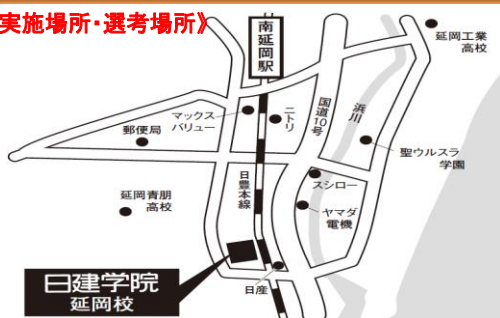 実施場所・選考場所》
南延岡駅
延岡工業
高校
マックス
バリュー
ニトリ
国道10号
浜川
郵便局
聖ウルスラ
学園
日豊本線
スシロー
延岡青朋
高校
ヤマダ
電機
日建学院
延岡校
日産